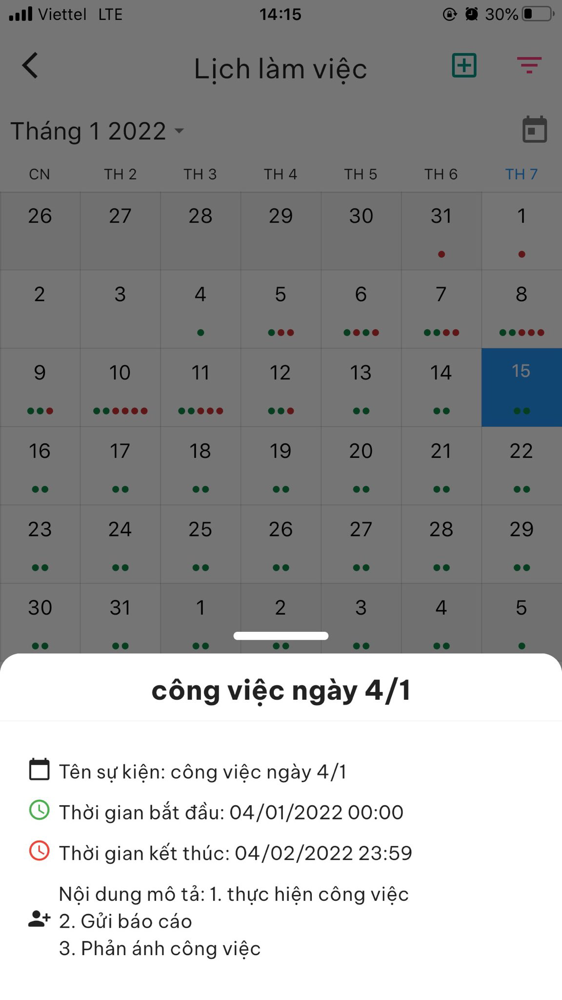 Viettel LTE 14:15 30%
Lịch làm việc
Tháng 1 2022
CN TH 2 TH 3 TH 4 TH 5 TH 6 TH 7
26 27 28 29 30 31 1
2 3 4 5 6 7 8
9 10 11 12 13 14 15
16 17 18 19 20 21 22
23 24 25 26 27 28 29
30 31 1 2 3 4 5
công việc ngày 4/1
Tên sự kiện: công việc ngày 4/1
Thời gian bắt đầu: 04/01/2022 00:00
Thời gian kết thúc: 04/02/2022 23:59
Nội dung mô tả: 1. thực hiện công việc
2. Gửi báo cáo
3. Phản ánh công việc